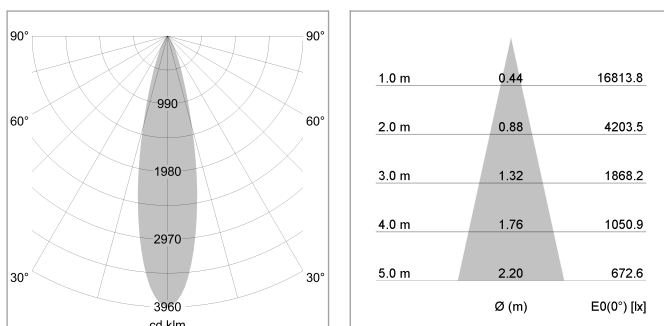 90° 90°
990
60° 60°
1980
2970
30° 30°
3960
cd klm
1.0 m 0.44 16813.8
2.0 m 0.88 4203.5
3.0 m 1.32 1868.2
4.0 m 1.76 1050.9
5.0 m 2.20 672.6
Ø (m) E0(0°) [lx]